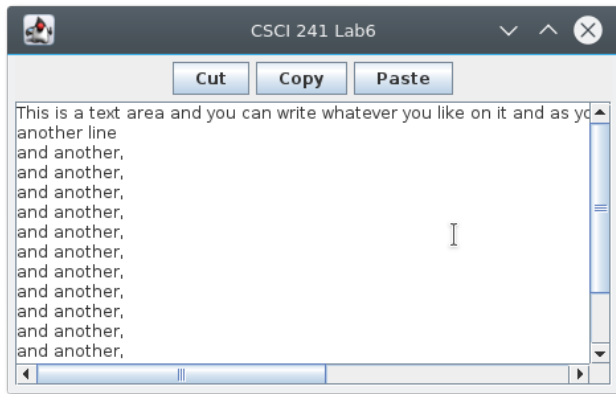 CSCI 241 Lab6
Cut Copy Paste
This is a text area and you can write whatever you like on it and as yo
another line
and another,
and another,
and another,
and another,
and another,
and another,
and another,
and another,
and another,
and another,
and another,